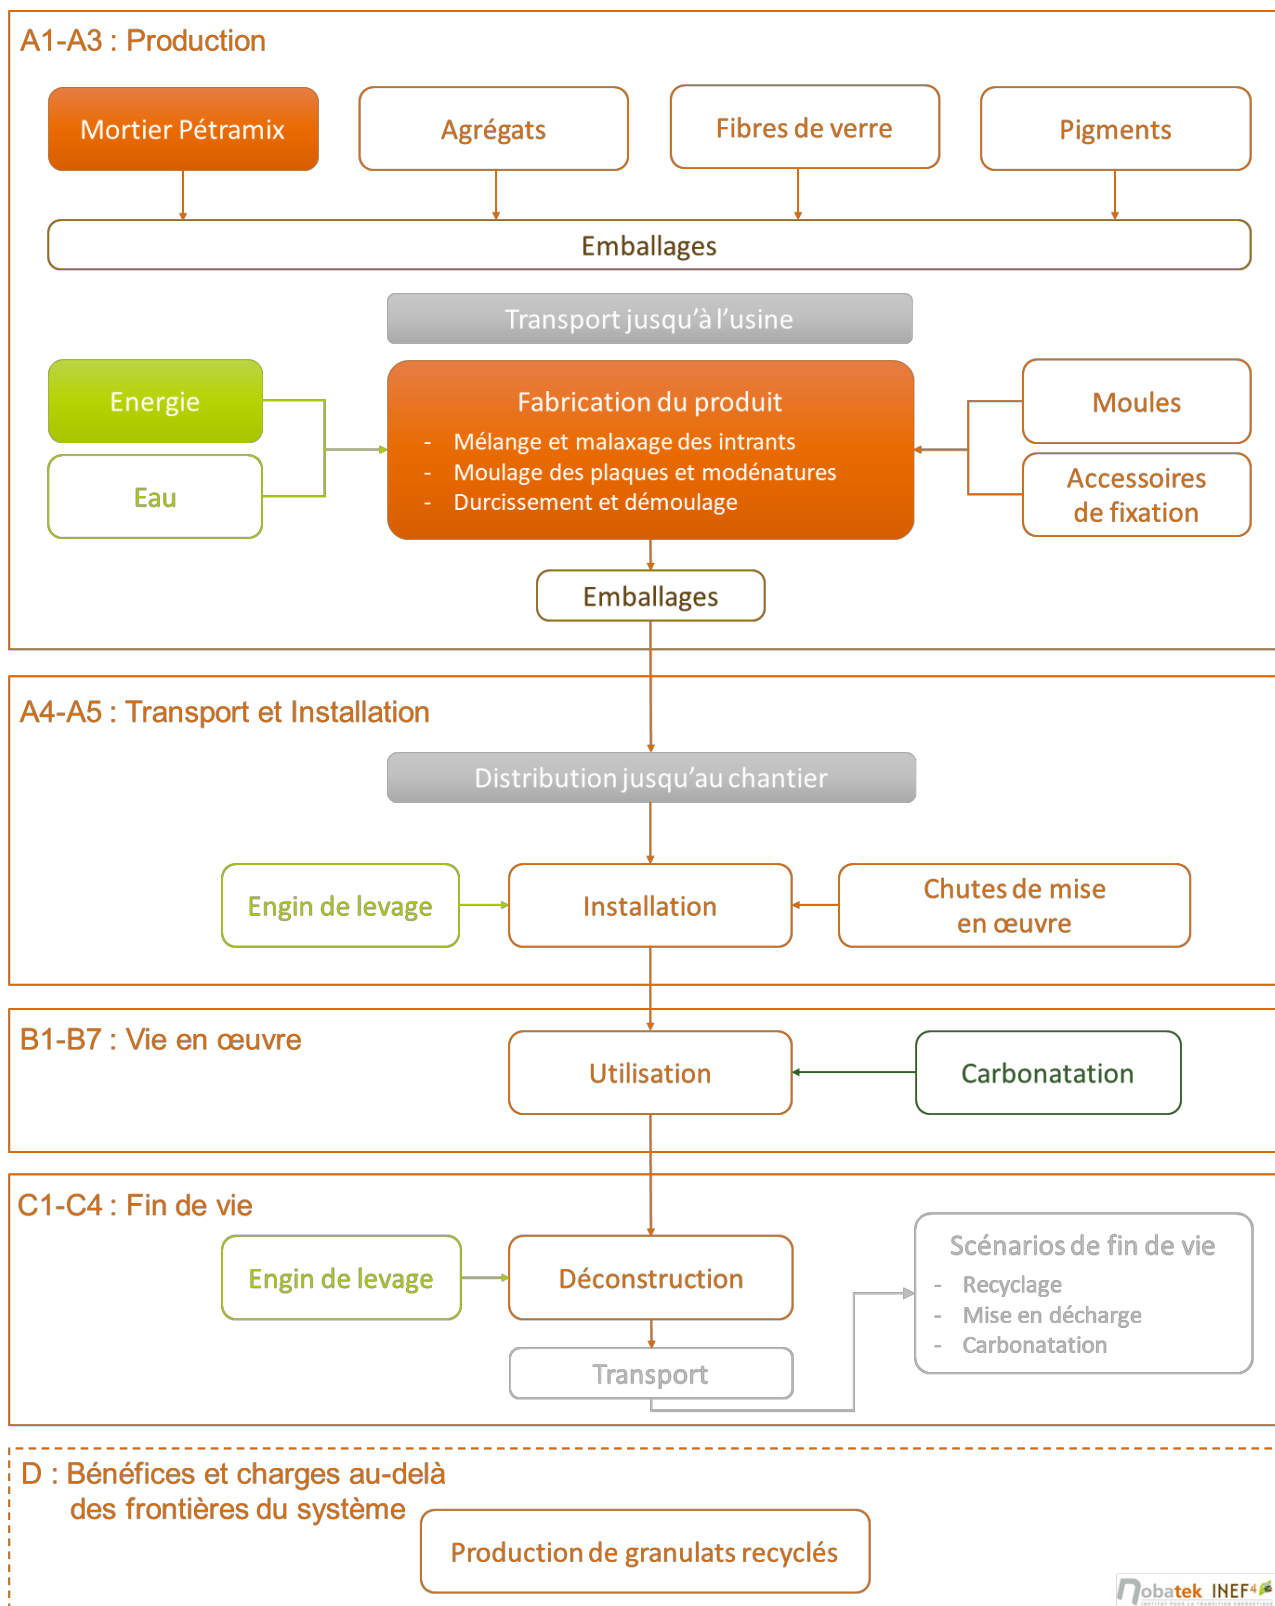 A1-A3 : Production
Mortier Pétramix
Agrégats
Fibres de verre
Pigments
Emballages
Transport jusqu’à l’usine
Energie
Eau
Fabrication du produit
- Mélange et malaxage des intrants
- Moulage des plaques et modénatures
- Durcissement et démoulage
Moules
Accessoires
de fixation
Emballages
A4-A5 : Transport et Installation
Distribution jusqu’au chantier
Engin de levage
Installation
Chutes de mise
en œuvre
B1-B7 : Vie en œuvre
Utilisation
Carbonatation
C1-C4 : Fin de vie
Engin de levage
Déconstruction
Transport
Scénarios de fin de vie
- Recyclage
- Mise en décharge
- Carbonatation
D : Bénéfices et charges au-delà
des frontières du système
Production de granulats recyclés
nobatek INEF4
INSTITUT POUR LA TRANSITION ENERGETIQUE